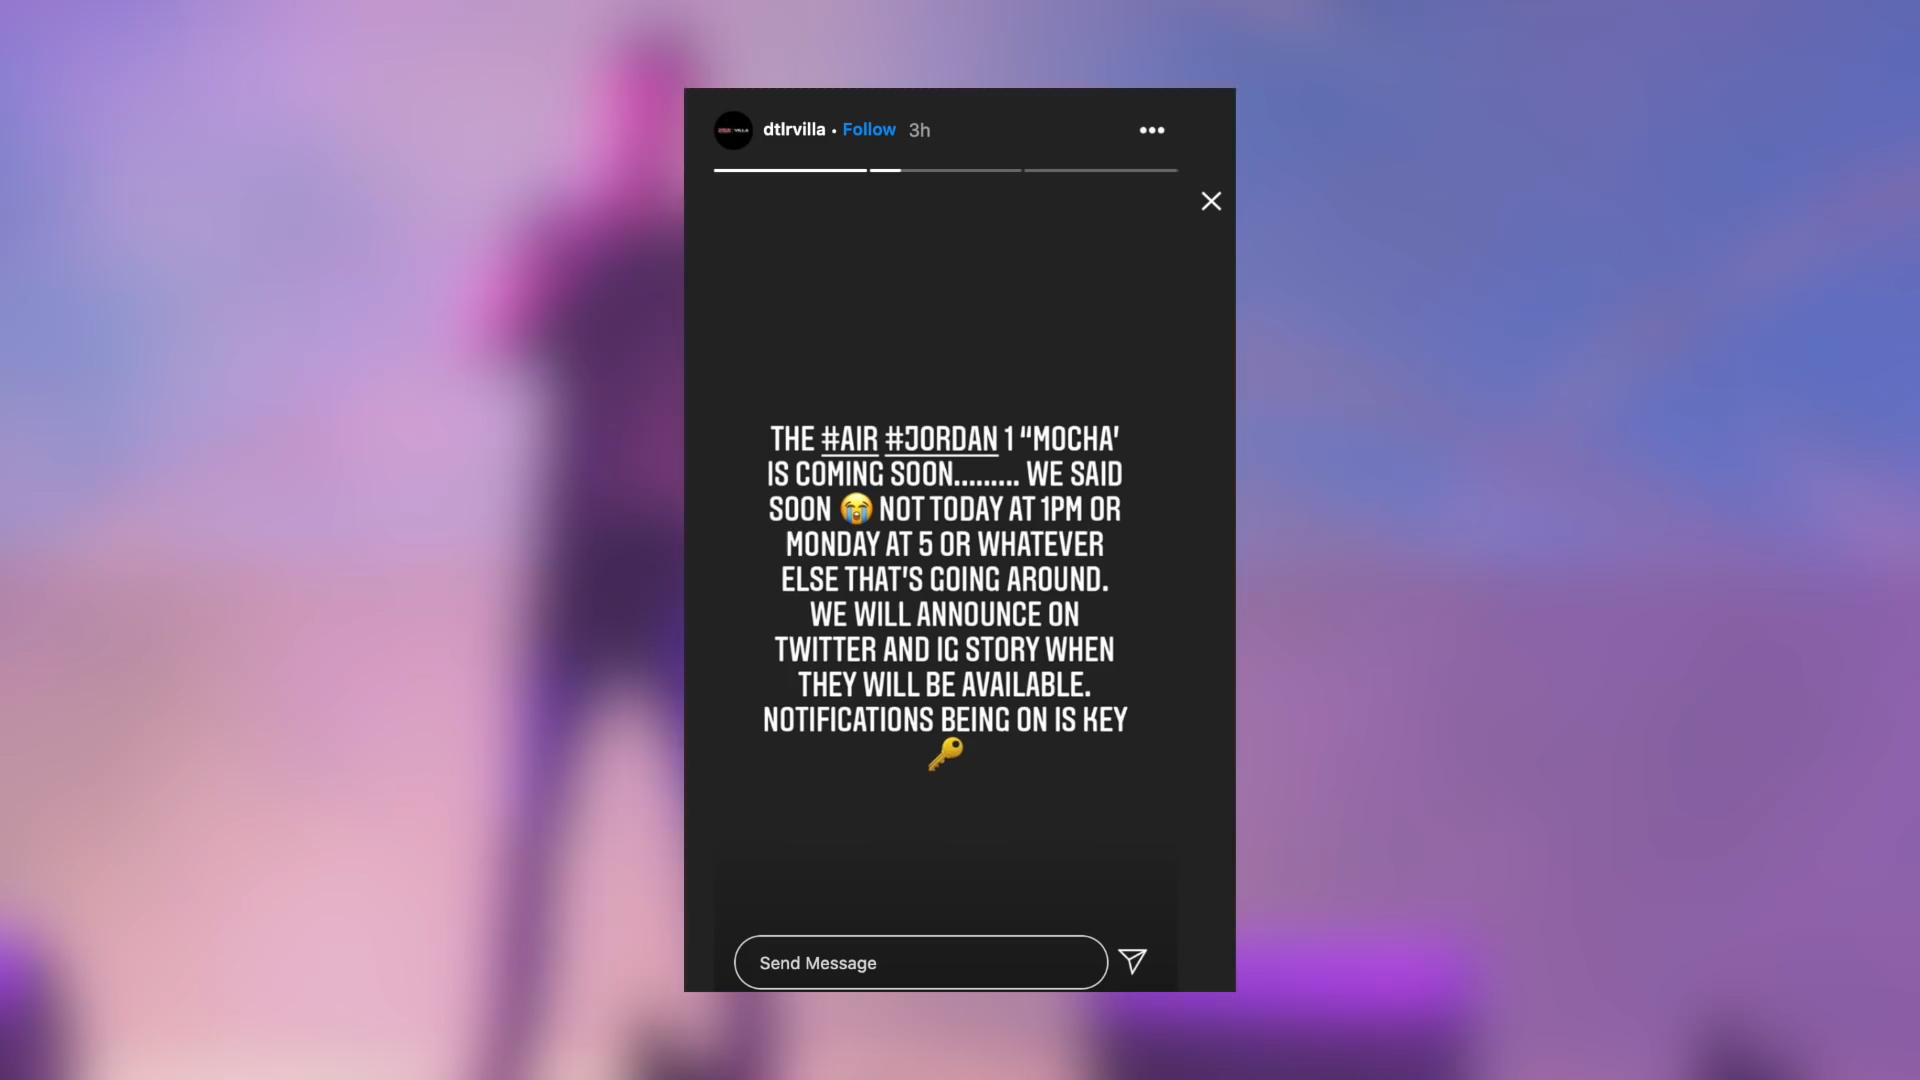 dtlrvilla • Follow 3h
THE #AIR #JORDAN 1 “MOCHA’
IS COMING SOON......... WE SAID
SOON 😭 NOT TODAY AT 1PM OR
MONDAY AT 5 OR WHATEVER
ELSE THAT'S GOING AROUND.
WE WILL ANNOUNCE ON
TWITTER AND IG STORY WHEN
THEY WILL BE AVAILABLE.
NOTIFICATIONS BEING ON IS KEY
🔑
Send Message